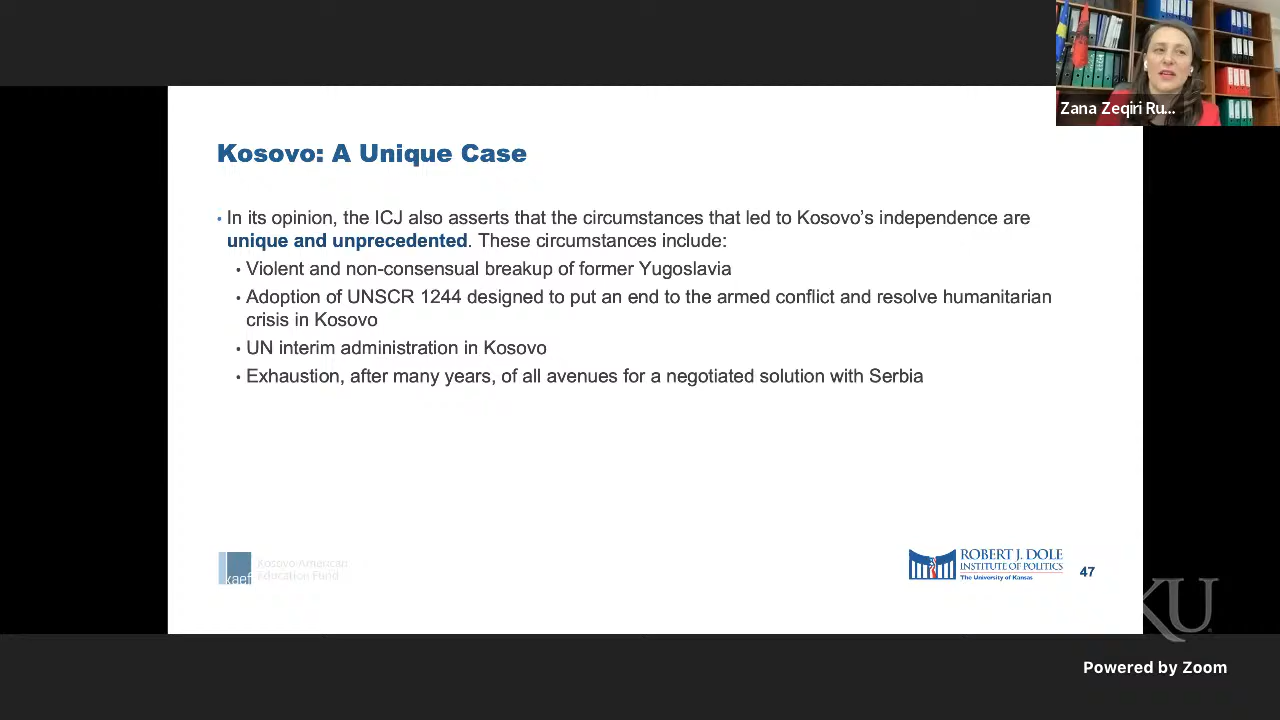 Zana Zeqiri Ru...
Kosovo: A Unique Case
• In its opinion, the ICJ also asserts that the circumstances that led to Kosovo’s independence are
unique and unprecedented. These circumstances include:
• Violent and non-consensual breakup of former Yugoslavia
• Adoption of UNSCR 1244 designed to put an end to the armed conflict and resolve humanitarian
crisis in Kosovo
• UN interim administration in Kosovo
• Exhaustion, after many years, of all avenues for a negotiated solution with Serbia
kaef
Kosovo American
Education Fund
ROBERT J. DOLE
INSTITUTE OF POLITICS
The University of Kansas
47
KU
Powered by Zoom